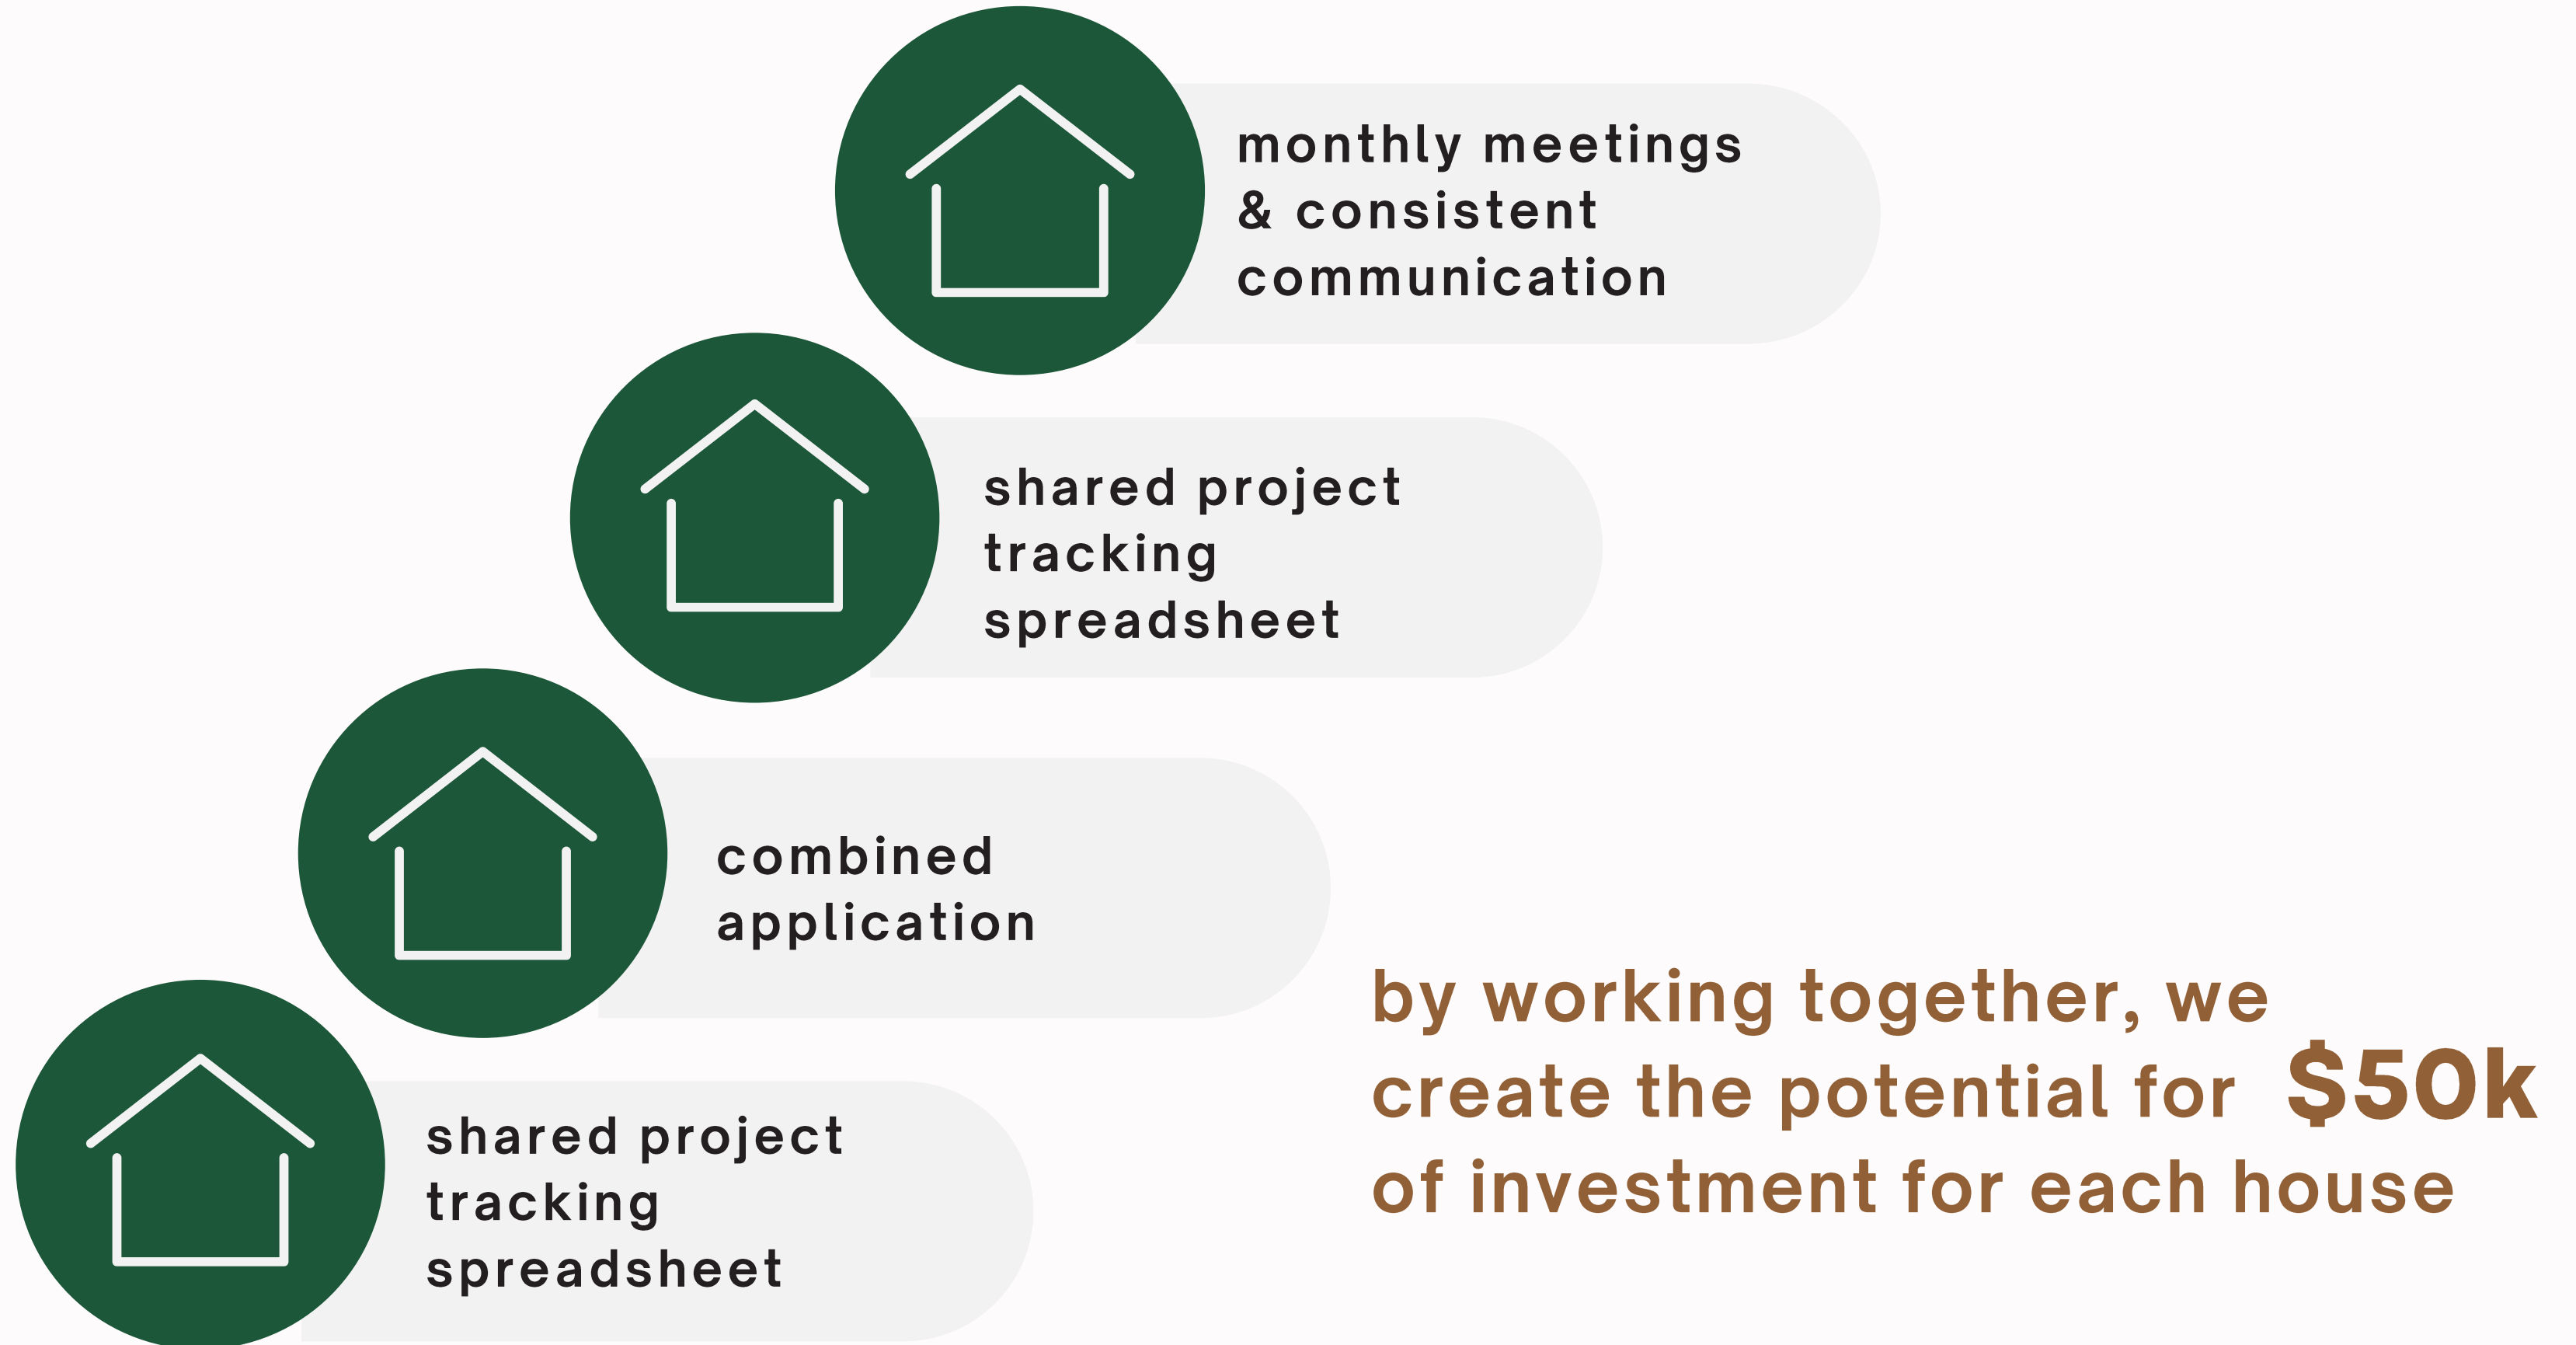 monthly meetings
& consistent
communication
shared project
tracking
spreadsheet
combined
application
shared project
tracking
spreadsheet
by working together, we
create the potential for $50k
of investment for each house